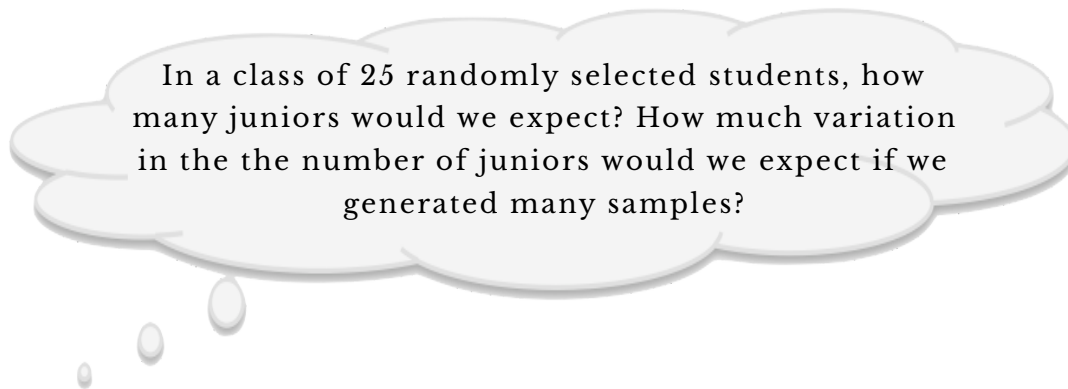 In a class of 25 randomly selected students, how
many juniors would we expect? How much variation
in the the number of juniors would we expect if we
generated many samples?